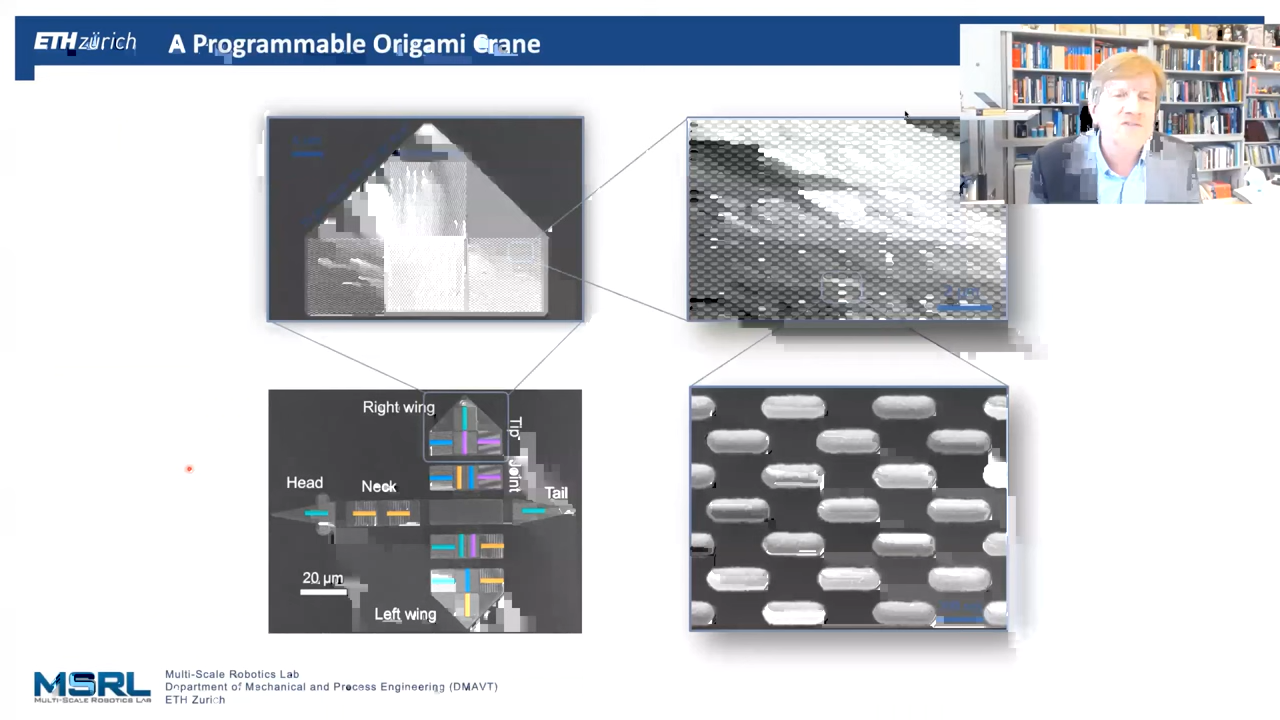 ETH zürich
A Programmable Origami Crane
Right wing
Tip
Joint
Head
Neck
Tail
20 µm
Left wing
MSRL
MULTI-SCALE ROBOTICS LAB
Multi-Scale Robotics Lab
Department of Mechanical and Process Engineering (DMAVT)
ETH Zurich